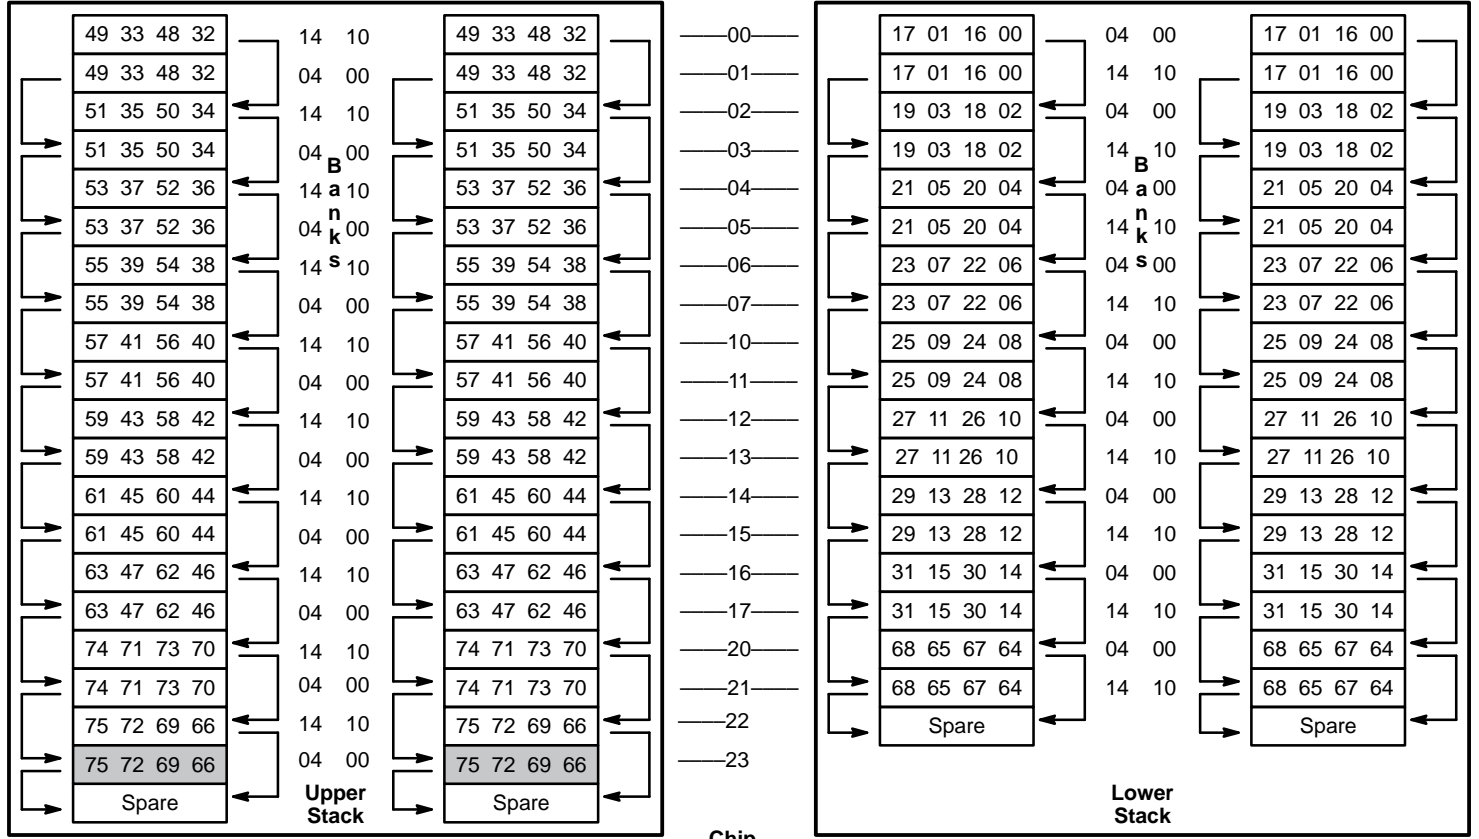 49 33 48 32 14 10 49 33 48 32 00 17 01 16 00 04 00 17 01 16 00
49 33 48 32 04 00 49 33 48 32 01 17 01 16 00 14 10 17 01 16 00
51 35 50 34 14 10 51 35 50 34 02 19 03 18 02 04 00 19 03 18 02
51 35 50 34 04 00 51 35 50 34 03 19 03 18 02 14 10 19 03 18 02
Banks Banks
53 37 52 36 14 10 53 37 52 36 04 21 05 20 04 04 00 21 05 20 04
53 37 52 36 04 00 53 37 52 36 05 21 05 20 04 14 10 21 05 20 04
55 39 54 38 14 10 55 39 54 38 06 23 07 22 06 04 00 23 07 22 06
55 39 54 38 04 00 55 39 54 38 07 23 07 22 06 14 10 23 07 22 06
57 41 56 40 14 10 57 41 56 40 10 25 09 24 08 04 00 25 09 24 08
57 41 56 40 04 00 57 41 56 40 11 25 09 24 08 14 10 25 09 24 08
59 43 58 42 14 10 59 43 58 42 12 27 11 26 10 04 00 27 11 26 10
59 43 58 42 04 00 59 43 58 42 13 27 11 26 10 14 10 27 11 26 10
61 45 60 44 14 10 61 45 60 44 14 29 13 28 12 04 00 29 13 28 12
61 45 60 44 04 00 61 45 60 44 15 29 13 28 12 14 10 29 13 28 12
63 47 62 46 14 10 63 47 62 46 16 31 15 30 14 04 00 31 15 30 14
63 47 62 46 04 00 63 47 62 46 17 31 15 30 14 14 10 31 15 30 14
74 71 73 70 14 10 74 71 73 70 20 68 65 67 64 04 00 68 65 67 64
74 71 73 70 04 00 74 71 73 70 21 68 65 67 64 14 10 68 65 67 64
75 72 69 66 14 10 75 72 69 66 22 Spare Spare
75 72 69 66 04 00 75 72 69 66 23
Spare Upper Spare Lower
Stack Stack
Chip